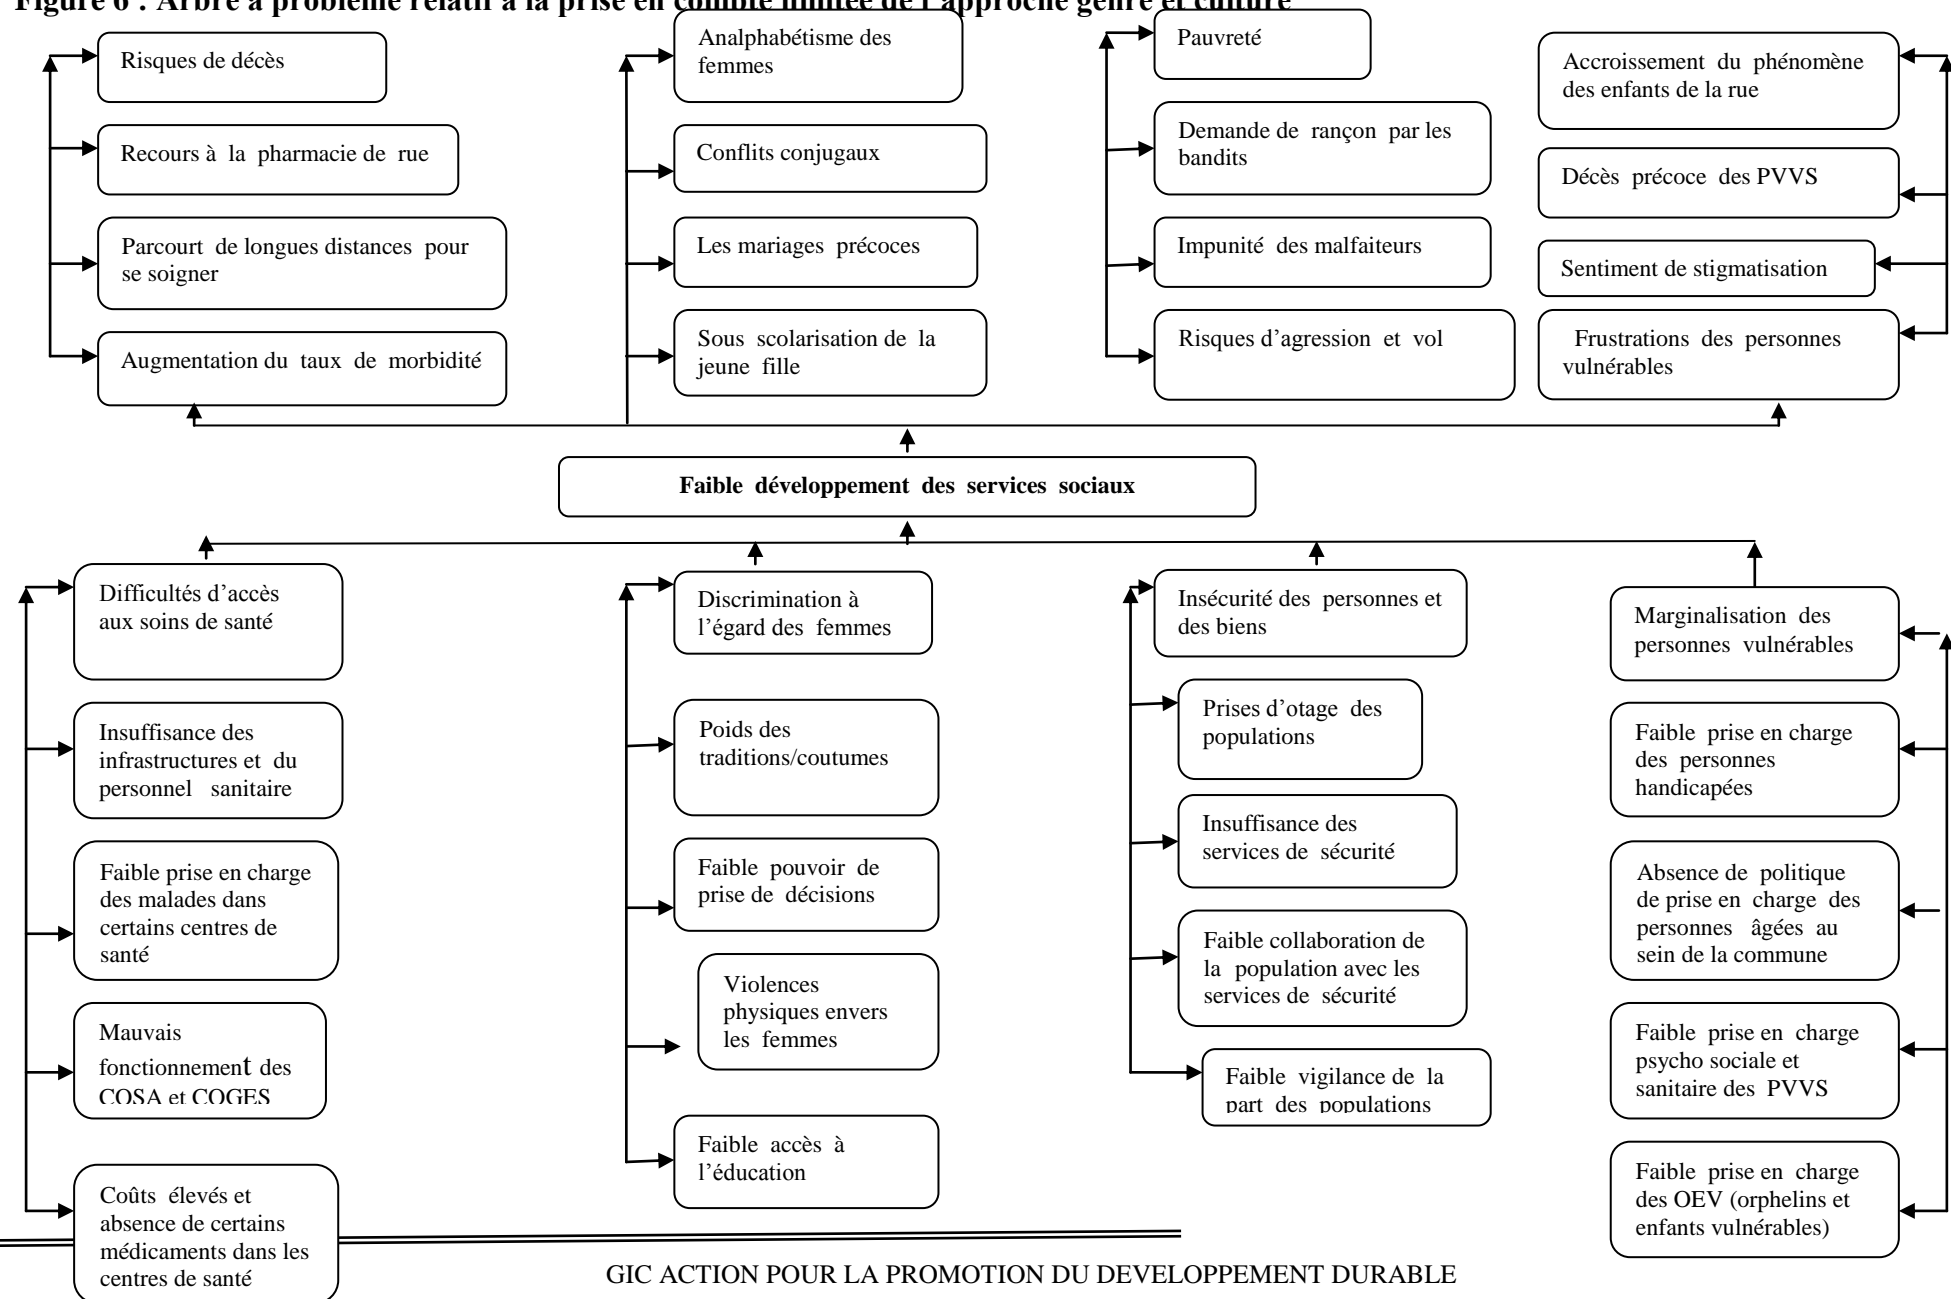 Figure 6 : Arbre à problème relatif à la prise en compte limitée de l'approche genre et culture
Risques de décès
Recours à la pharmacie de rue
Parcourt de longues distances pour
se soigner
Augmentation du taux de morbidité
Analphabétisme des
femmes
Conflits conjugaux
Les mariages précoces
Sous scolarisation de la
jeune fille
Pauvreté
Demande de rançon par les
bandits
Impunité des malfaiteurs
Risques d'agression et vol
Accroissement du phénomène
des enfants de la rue
Décès précoce des PVVS
Sentiment de stigmatisation
Frustrations des personnes
vulnérables
Faible développement des services sociaux
Difficultés d'accès
aux soins de santé
Insuffisance des
infrastructures et du
personnel sanitaire
Faible prise en charge
des malades dans
certains centres de
santé
Mauvais
fonctionnement des
COSA et COGES
Coûts élevés et
absence de certains
médicaments dans les
centres de santé
Discrimination à
l'égard des femmes
Poids des
traditions/coutumes
Faible pouvoir de
prise de décisions
Violences
physiques envers
les femmes
Faible accès à
l'éducation
Insécurité des personnes et
des biens
Prises d'otage des
populations
Insuffisance des
services de sécurité
Faible collaboration de
la population avec les
services de sécurité
Faible vigilance de la
part des populations
Marginalisation des
personnes vulnérables
Faible prise en charge
des personnes
handicapées
Absence de politique
de prise en charge des
personnes âgées au
sein de la commune
Faible prise en charge
psycho sociale et
sanitaire des PVVS
Faible prise en charge
des OEV (orphelins et
enfants vulnérables)
GIC ACTION POUR LA PROMOTION DU DEVELOPPEMENT DURABLE